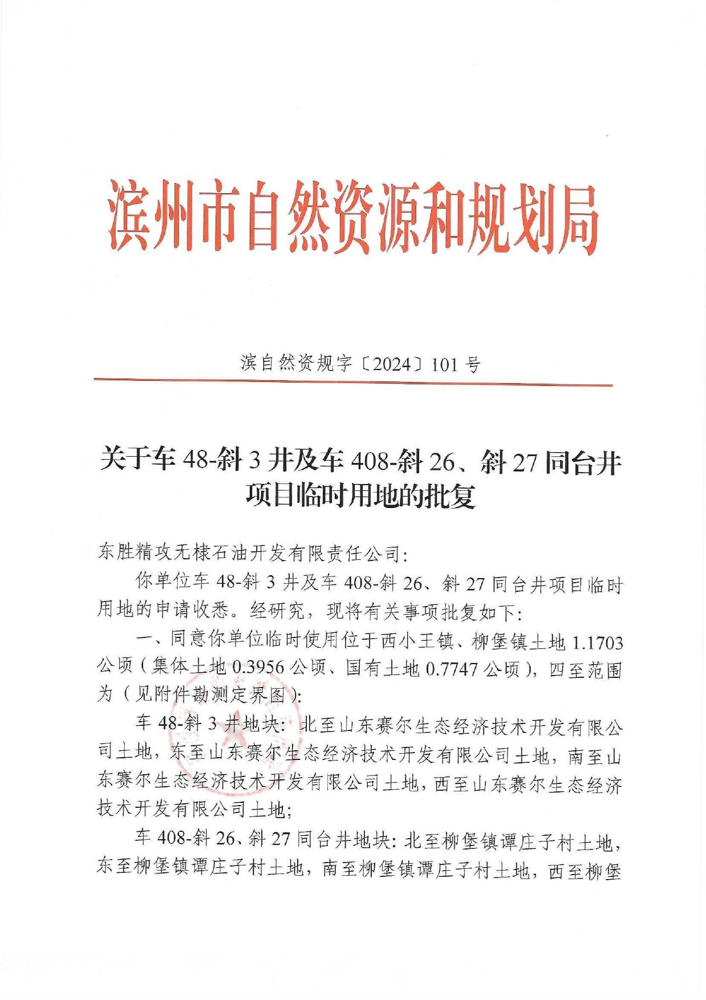 滨州市自然资源和规划局
滨自然资规字〔2024〕101 号
关于车 48-斜 3 井及车 408-斜 26、斜 27 同台井
项目临时用地的批复
东胜精攻无棣石油开发有限责任公司:
你单位车 48-斜 3 井及车 408-斜 26、斜 27 同台井项目临时
用地的申请收悉。经研究，现将有关事项批复如下:
一、同意你单位临时使用位于西小王镇、柳堡镇土地 1.1703
公顷（集体土地 0.3956 公顷、国有土地 0.7747 公顷），四至范围
为（见附件勘测定界图）:
车 48-斜 3 井地块: 北至山东赛尔生态经济技术开发有限公
司土地，东至山东赛尔生态经济技术开发有限公司土地，南至山
东赛尔生态经济技术开发有限公司土地，西至山东赛尔生态经济
技术开发有限公司土地;
车 408-斜 26、斜 27 同台井地块: 北至柳堡镇谭庄子村土地，
东至柳堡镇谭庄子村土地，南至柳堡镇谭庄子村土地，西至柳堡